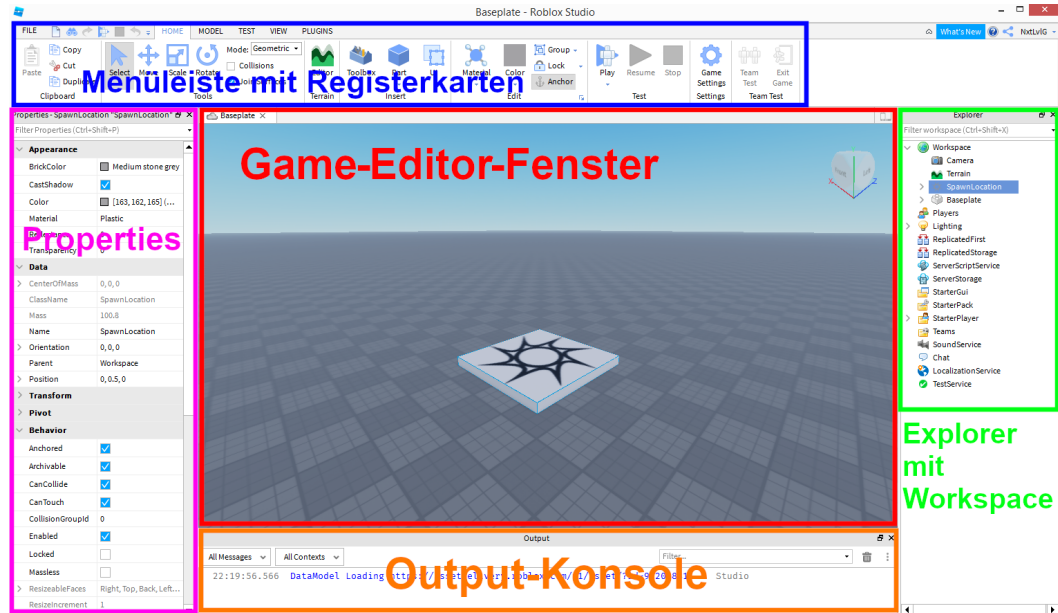 Baseplate - Roblox Studio
FILE HOME MODEL TEST VIEW PLUGINS What's New NxtLvlG
Paste Copy Cut Duplicate
Select Move Scale Rotate Mode: Geometric Collisions
Editor Toolbox Part UI Material Color Group Lock Anchor
Play Resume Stop Game Settings Team Test Exit Game
Clipboard Tools Terrain Insert Edit Test Settings Team Test
Menüleiste mit Registerkarten
Properties - SpawnLocation "SpawnLocation"
Filter Properties (Ctrl+Shift+P)
Appearance
BrickColor Medium stone grey
CastShadow
Color [163, 162, 165] (...
Material Plastic
Reflectance 0
Transparency 0
Properties
Data
CenterOfMass 0, 0, 0
ClassName SpawnLocation
Mass 100.8
Name SpawnLocation
Orientation 0, 0, 0
Parent Workspace
Position 0, 0.5, 0
Transform
Pivot
Behavior
Anchored
Archivable
CanCollide
CanTouch
CollisionGroupId 0
Enabled
Locked
Massless
ResizeableFaces Right, Top, Back, Left...
ResizeIncrement 1
Baseplate
Game-Editor-Fenster
X Z
Output
All Messages All Contexts Filter...
22:19:56.566 DataModel Loading Studio
Output-Konsole
Explorer
Filter workspace (Ctrl+Shift+X)
Workspace
Camera
Terrain
SpawnLocation
Baseplate
Players
Lighting
ReplicatedFirst
ReplicatedStorage
ServerScriptService
ServerStorage
StarterGui
StarterPack
StarterPlayer
Teams
SoundService
Chat
LocalizationService
TestService
Explorer
mit
Workspace